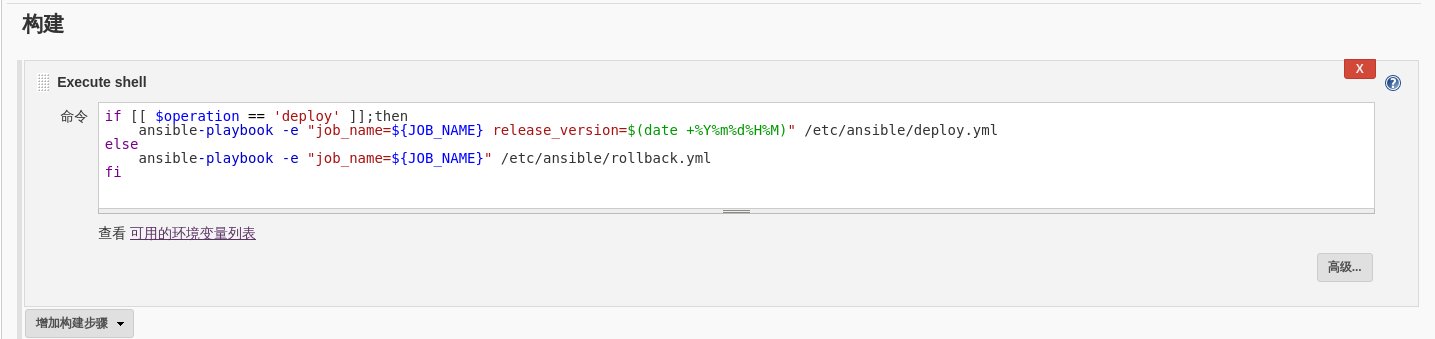 构建
Execute shell
X
命令
if [[ $operation == 'deploy' ]];then
    ansible-playbook -e "job_name=${JOB_NAME} release_version=$(date +%Y%m%d%H%M)" /etc/ansible/deploy.yml
else
    ansible-playbook -e "job_name=${JOB_NAME}" /etc/ansible/rollback.yml
fi
查看 可用的环境变量列表
高级...
增加构建步骤